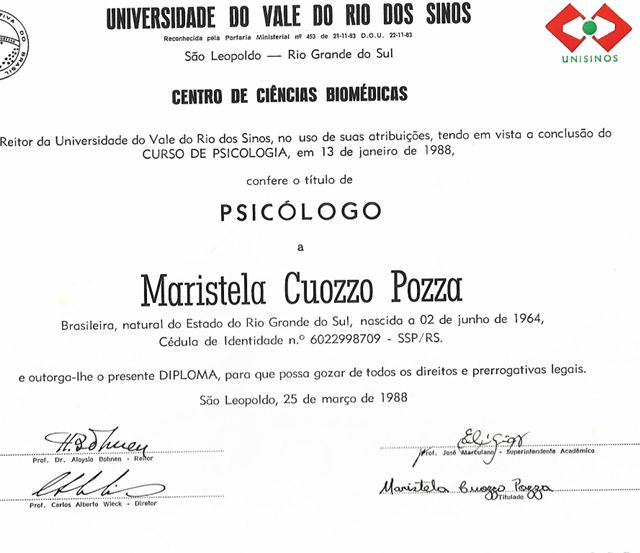 UNIVERSIDADE DO VALE DO RIO DOS SINOS
Reconhecida pela Portaria Ministerial nº 453 de 21-11-83 D.O.U. 22-11-83
São Leopoldo — Rio Grande do Sul
UNISINOS
CENTRO DE CIÊNCIAS BIOMÉDICAS
Reitor da Universidade do Vale do Rio dos Sinos, no uso de suas atribuições, tendo em vista a conclusão do
CURSO DE PSICOLOGIA, em 13 de janeiro de 1988,
confere o título de
PSICÓLOGO
a
Maristela Cuozzo Pozza
Brasileira, natural do Estado do Rio Grande do Sul, nascida a 02 de junho de 1964,
Cédula de Identidade n.º 6022998709 - SSP/RS.
e outorga-lhe o presente DIPLOMA, para que possa gozar de todos os direitos e prerrogativas legais.
São Leopoldo, 25 de março de 1988
Prof. Dr. Aloysio Bohnen - Reitor
Prof. José Marculano - Superintendente Acadêmico
Prof. Carlos Alberto Wieck - Diretor
Maristela Cuozzo Pozza
Titulado